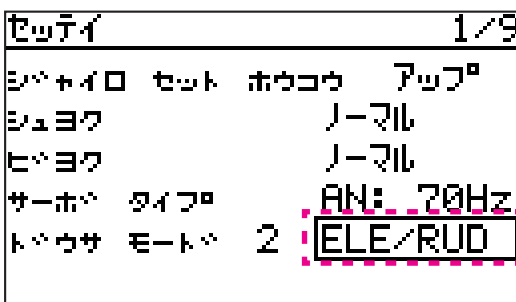 セッテイ 1/9
ジャイロ セット ホウコウ アップ
シュヨク ノーマル
ビヨク ノーマル
サーボ タイプ AN: 70Hz
ドウサ モード 2 ELE/RUD